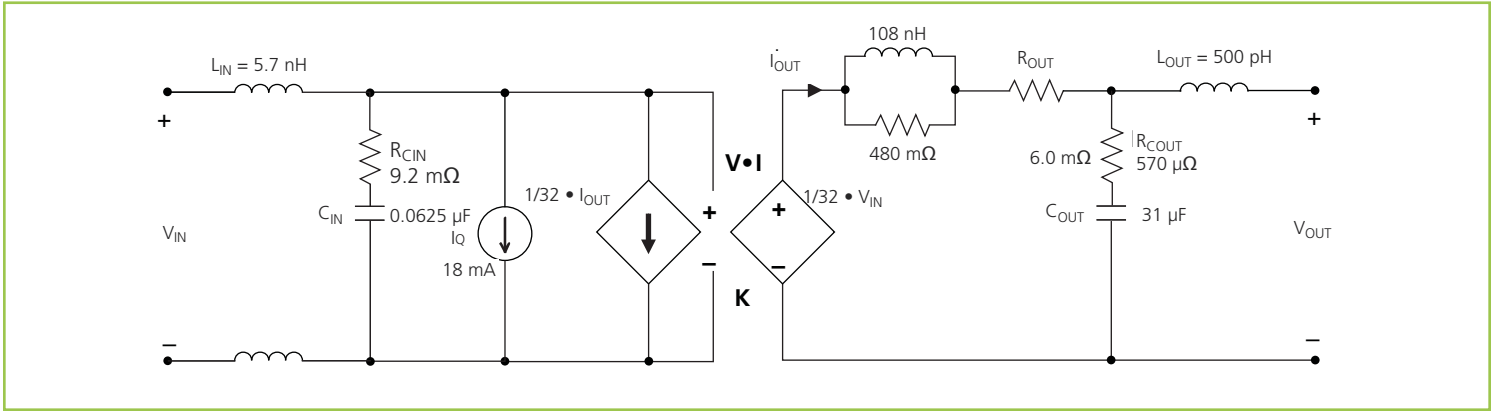 L_IN = 5.7 nH
+
R_CIN
9.2 mΩ
C_IN
0.0625 µF
V_IN
I_Q
18 mA
−
1/32 • I_OUT
V•I
+
−
K
+
−
1/32 • V_IN
I_OUT
108 nH
480 mΩ
R_OUT
L_OUT = 500 pH
6.0 mΩ
R_COUT
570 µΩ
C_OUT
31 µF
+
V_OUT
−